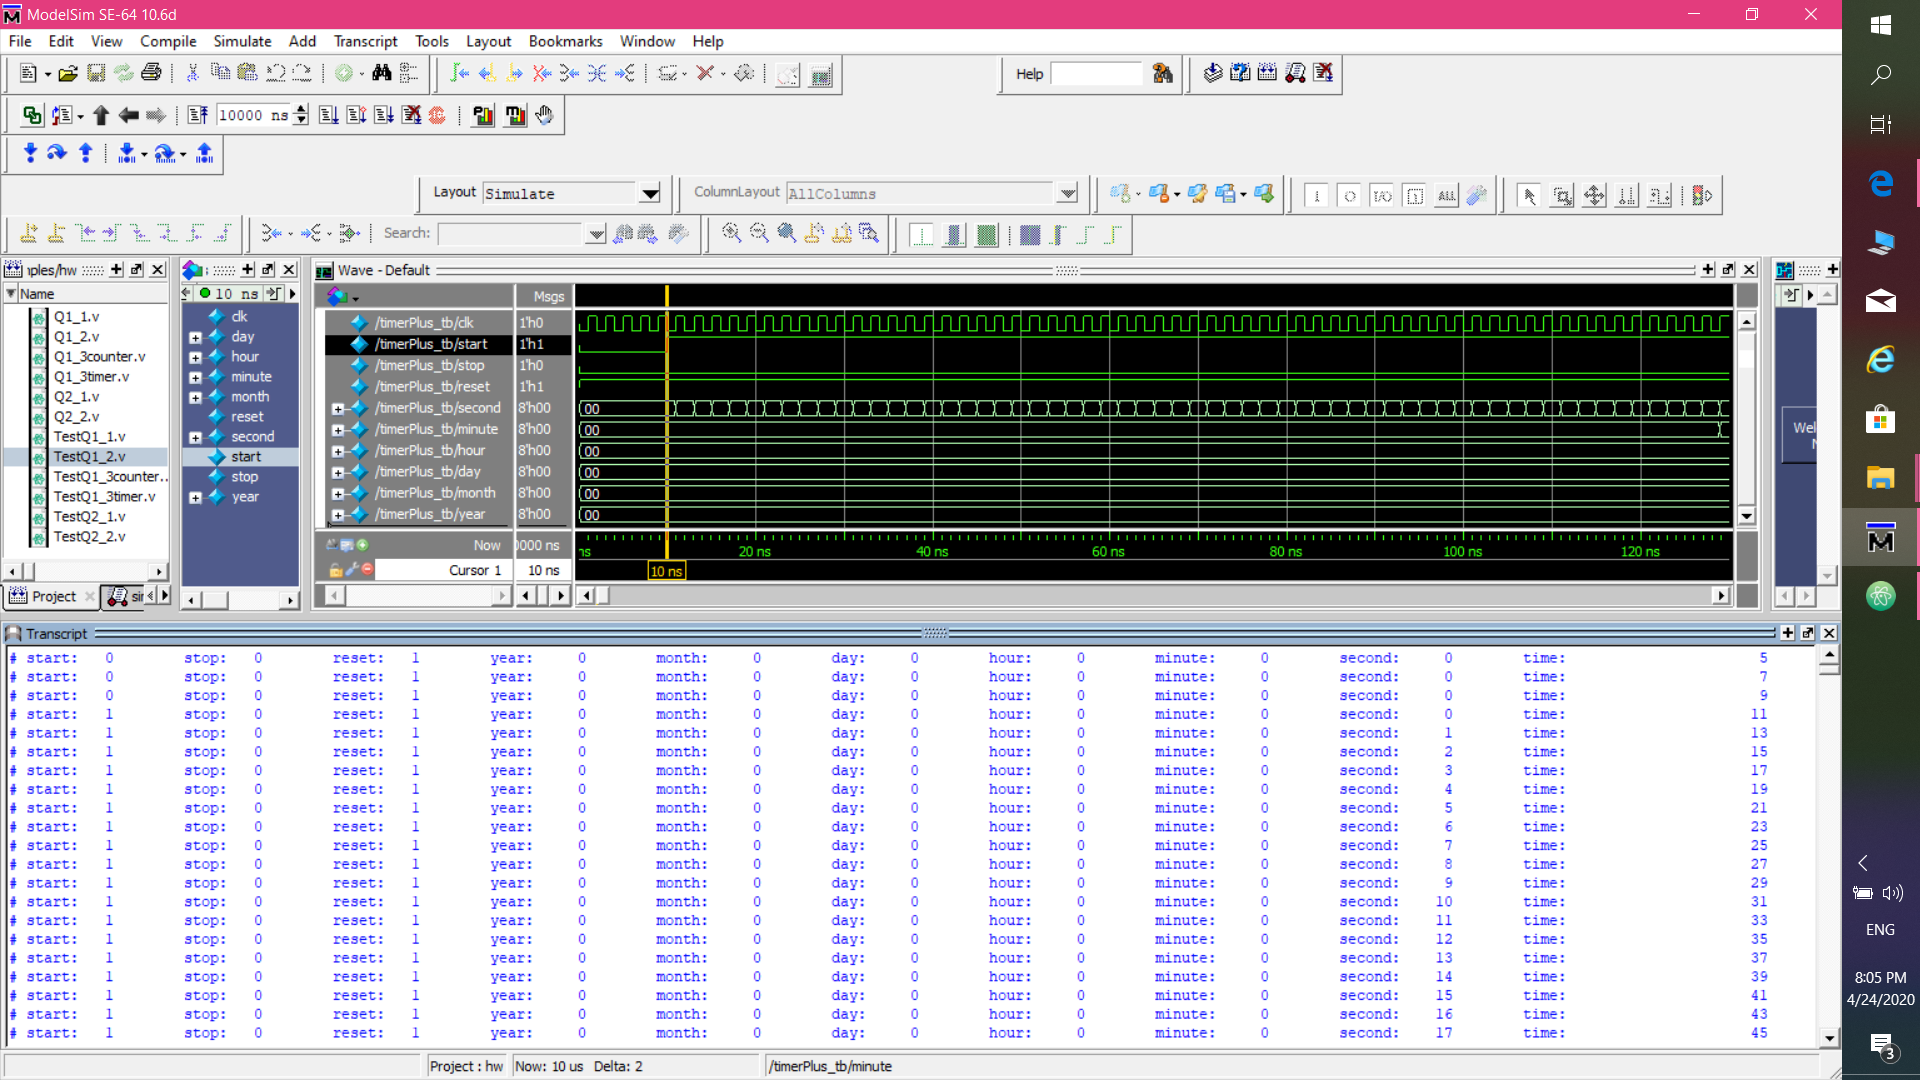 ModelSim SE-64 10.6d
File Edit View Compile Simulate Add Transcript Tools Layout Bookmarks Window Help
Help
10000 ns
Layout Simulate ColumnLayout AllColumns
Search:
Name
Q1_1.v
Q1_2.v
Q1_3counter.v
Q1_3timer.v
Q2_1.v
Q2_2.v
TestQ1_1.v
TestQ1_2.v
TestQ1_3counter..
TestQ1_3timer.v
TestQ2_1.v
TestQ2_2.v
Project
10 ns
clk
day
hour
minute
month
reset
second
start
stop
year
Wave - Default
Msgs
/timerPlus_tb/clk 1'h0
/timerPlus_tb/start 1'h1
/timerPlus_tb/stop 1'h0
/timerPlus_tb/reset 1'h1
/timerPlus_tb/second 8'h00 00
/timerPlus_tb/minute 8'h00 00
/timerPlus_tb/hour 8'h00 00
/timerPlus_tb/day 8'h00 00
/timerPlus_tb/month 8'h00 00
/timerPlus_tb/year 8'h00 00
Now 0000 ns ns 20 ns 40 ns 60 ns 80 ns 100 ns 120 ns
Cursor 1 10 ns 10 ns
Transcript
# start: 0 stop: 0 reset: 1 year: 0 month: 0 day: 0 hour: 0 minute: 0 second: 0 time: 5
# start: 0 stop: 0 reset: 1 year: 0 month: 0 day: 0 hour: 0 minute: 0 second: 0 time: 7
# start: 0 stop: 0 reset: 1 year: 0 month: 0 day: 0 hour: 0 minute: 0 second: 0 time: 9
# start: 1 stop: 0 reset: 1 year: 0 month: 0 day: 0 hour: 0 minute: 0 second: 0 time: 11
# start: 1 stop: 0 reset: 1 year: 0 month: 0 day: 0 hour: 0 minute: 0 second: 1 time: 13
# start: 1 stop: 0 reset: 1 year: 0 month: 0 day: 0 hour: 0 minute: 0 second: 2 time: 15
# start: 1 stop: 0 reset: 1 year: 0 month: 0 day: 0 hour: 0 minute: 0 second: 3 time: 17
# start: 1 stop: 0 reset: 1 year: 0 month: 0 day: 0 hour: 0 minute: 0 second: 4 time: 19
# start: 1 stop: 0 reset: 1 year: 0 month: 0 day: 0 hour: 0 minute: 0 second: 5 time: 21
# start: 1 stop: 0 reset: 1 year: 0 month: 0 day: 0 hour: 0 minute: 0 second: 6 time: 23
# start: 1 stop: 0 reset: 1 year: 0 month: 0 day: 0 hour: 0 minute: 0 second: 7 time: 25
# start: 1 stop: 0 reset: 1 year: 0 month: 0 day: 0 hour: 0 minute: 0 second: 8 time: 27
# start: 1 stop: 0 reset: 1 year: 0 month: 0 day: 0 hour: 0 minute: 0 second: 9 time: 29
# start: 1 stop: 0 reset: 1 year: 0 month: 0 day: 0 hour: 0 minute: 0 second: 10 time: 31
# start: 1 stop: 0 reset: 1 year: 0 month: 0 day: 0 hour: 0 minute: 0 second: 11 time: 33
# start: 1 stop: 0 reset: 1 year: 0 month: 0 day: 0 hour: 0 minute: 0 second: 12 time: 35
# start: 1 stop: 0 reset: 1 year: 0 month: 0 day: 0 hour: 0 minute: 0 second: 13 time: 37
# start: 1 stop: 0 reset: 1 year: 0 month: 0 day: 0 hour: 0 minute: 0 second: 14 time: 39
# start: 1 stop: 0 reset: 1 year: 0 month: 0 day: 0 hour: 0 minute: 0 second: 15 time: 41
# start: 1 stop: 0 reset: 1 year: 0 month: 0 day: 0 hour: 0 minute: 0 second: 16 time: 43
# start: 1 stop: 0 reset: 1 year: 0 month: 0 day: 0 hour: 0 minute: 0 second: 17 time: 45
Project : hw Now: 10 us Delta: 2 /timerPlus_tb/minute
ENG
8:05 PM
4/24/2020
3